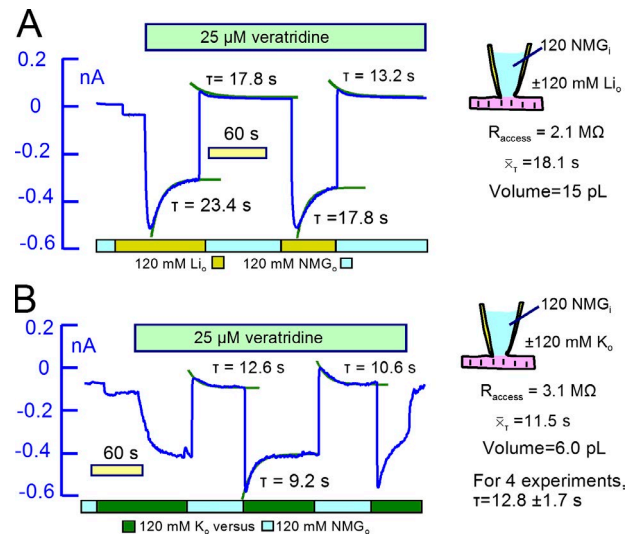 A
25 µM veratridine
0.2
nA
0
-0.2
-0.4
-0.6
τ= 17.8 s
τ= 13.2 s
60 s
τ = 23.4 s
τ =17.8 s
120 mM Liₒ
120 mM NMGₒ
120 NMGᵢ
±120 mM Liₒ
Rₐccess = 2.1 MΩ
x̄τ =18.1 s
Volume=15 pL
B
25 µM veratridine
0.2
nA
0
-0.2
-0.4
-0.6
τ = 12.6 s
τ = 10.6 s
60 s
τ = 9.2 s
120 mM Kₒ versus
120 mM NMGₒ
120 NMGᵢ
±120 mM Kₒ
Rₐccess = 3.1 MΩ
x̄τ = 11.5 s
Volume=6.0 pL
For 4 experiments,
τ=12.8 ±1.7 s